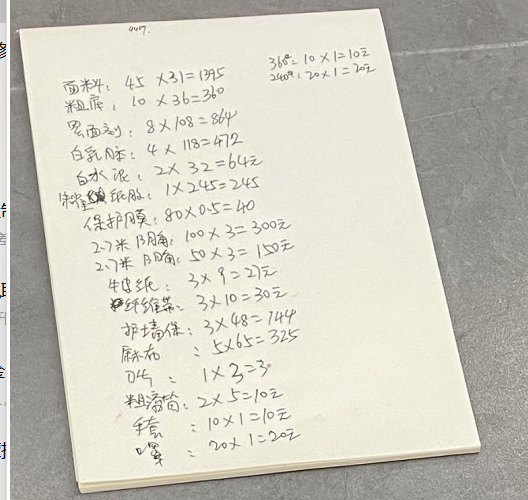 360#: 10×1=10元
240#: 20×1=20元
面料: 45×31=1395
粗底: 10×36=360
界面剂: 8×108=864
白乳胶: 4×118=472
白水泥: 2×32=64元
纸胶: 1×245=245
保护膜: 80×0.5=40
2.7米阴角: 100×3=300元
2.7米阳角: 50×3=150元
牛皮纸: 3×9=27元
纤维带: 3×10=30元
护墙保: 3×48=144
麻布: 5×65=325
: 1×3=3
粗滚筒: 2×5=10元
手套: 10×1=10元
口罩: 20×1=20元